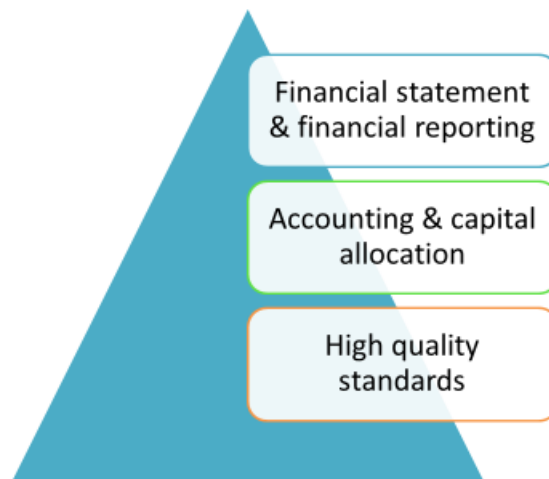 Financial statement
& financial reporting
Accounting & capital
allocation
High quality
standards